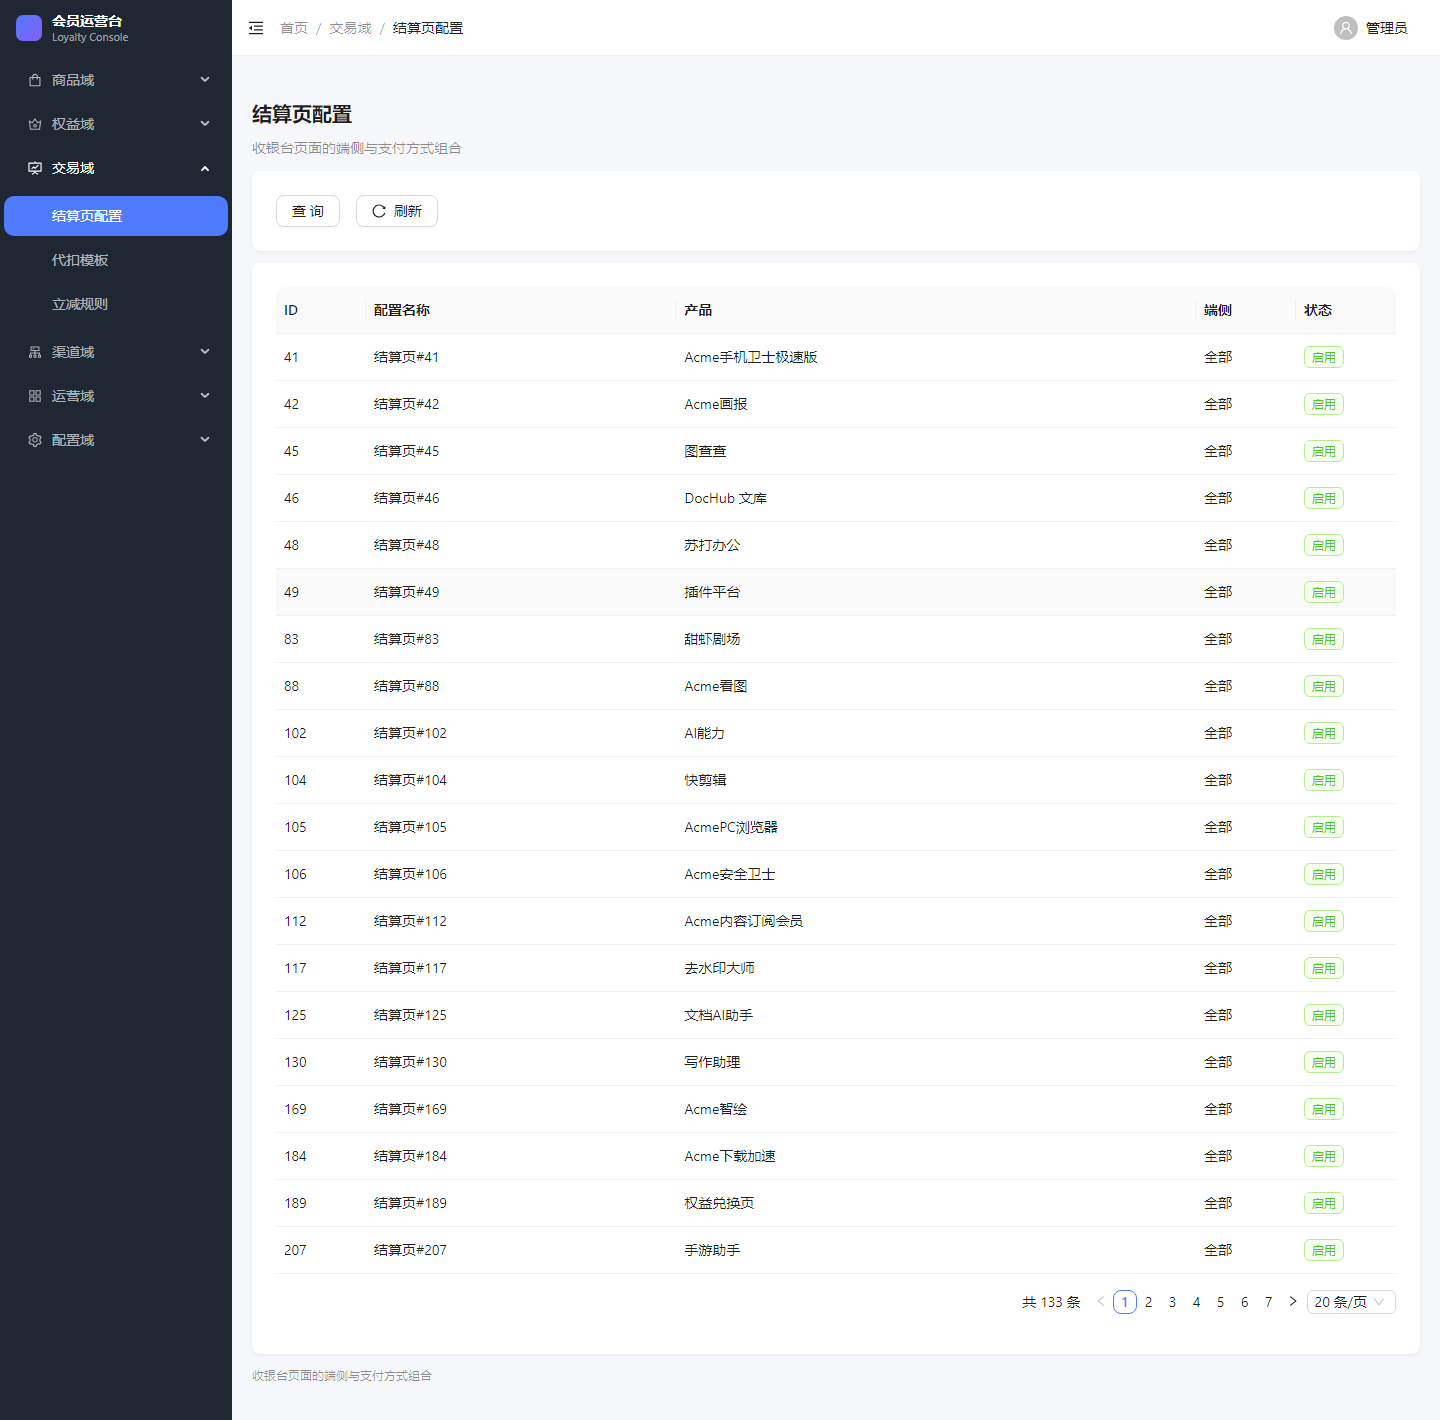 会员运营台
Loyalty Console
商品域
权益域
交易域
结算页配置
代扣模板
立减规则
渠道域
运营域
配置域
首页 / 交易域 / 结算页配置
管理员
结算页配置
收银台页面的端侧与支付方式组合
查 询 刷新
ID 配置名称 产品 端侧 状态
41 结算页#41 Acme手机卫士极速版 全部 启用
42 结算页#42 Acme画报 全部 启用
45 结算页#45 图查查 全部 启用
46 结算页#46 DocHub 文库 全部 启用
48 结算页#48 苏打办公 全部 启用
49 结算页#49 插件平台 全部 启用
83 结算页#83 甜虾剧场 全部 启用
88 结算页#88 Acme看图 全部 启用
102 结算页#102 AI能力 全部 启用
104 结算页#104 快剪辑 全部 启用
105 结算页#105 AcmePC浏览器 全部 启用
106 结算页#106 Acme安全卫士 全部 启用
112 结算页#112 Acme内容订阅会员 全部 启用
117 结算页#117 去水印大师 全部 启用
125 结算页#125 文档AI助手 全部 启用
130 结算页#130 写作助理 全部 启用
169 结算页#169 Acme智绘 全部 启用
184 结算页#184 Acme下载加速 全部 启用
189 结算页#189 权益兑换页 全部 启用
207 结算页#207 手游助手 全部 启用
共 133 条 1 2 3 4 5 6 7 20 条/页
收银台页面的端侧与支付方式组合